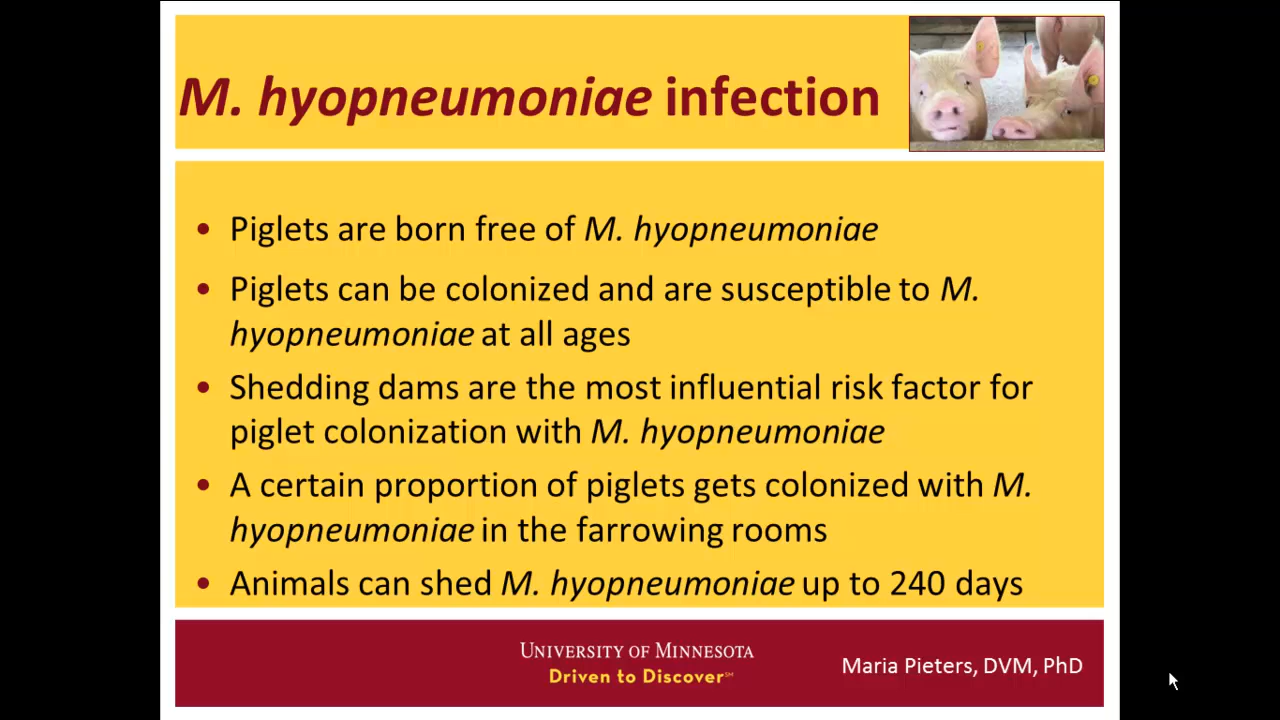 M. hyopneumoniae infection
• Piglets are born free of M. hyopneumoniae
• Piglets can be colonized and are susceptible to M.
hyopneumoniae at all ages
• Shedding dams are the most influential risk factor for
piglet colonization with M. hyopneumoniae
• A certain proportion of piglets gets colonized with M.
hyopneumoniae in the farrowing rooms
• Animals can shed M. hyopneumoniae up to 240 days
UNIVERSITY OF MINNESOTA
Driven to Discover℠
Maria Pieters, DVM, PhD